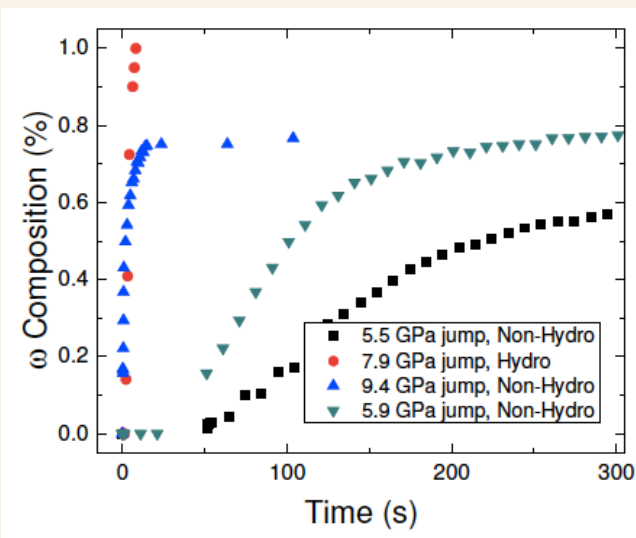 1.0
0.8
0.6
0.4
0.2
0.0
ω Composition (%)
5.5 GPa jump, Non-Hydro
7.9 GPa jump, Hydro
9.4 GPa jump, Non-Hydro
5.9 GPa jump, Non-Hydro
0 100 200 300
Time (s)